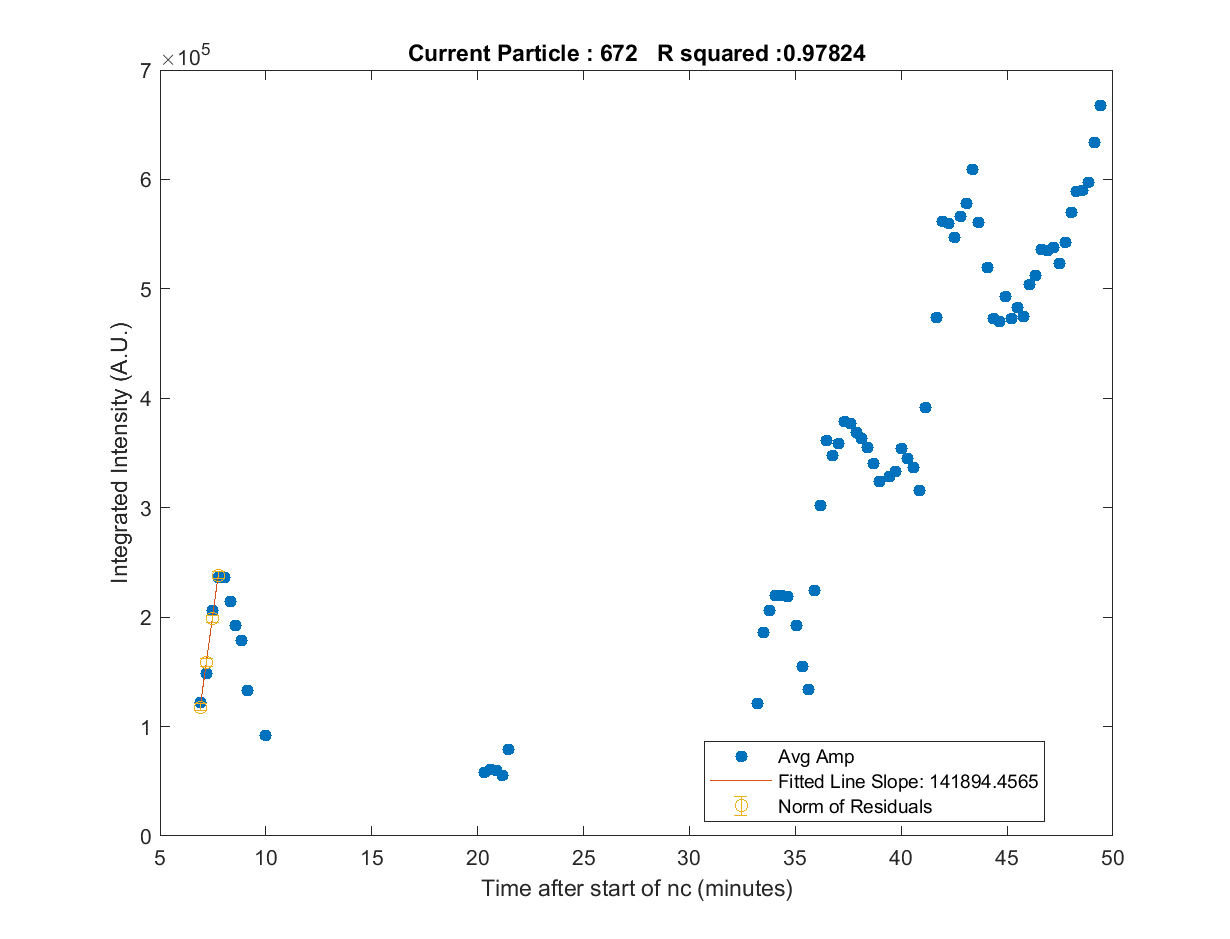 Current Particle : 672   R squared :0.97824
×10^5
7
6
5
4
3
2
1
0
Integrated Intensity (A.U.)
5 10 15 20 25 30 35 40 45 50
Time after start of nc (minutes)
Avg Amp
Fitted Line Slope: 141894.4565
Norm of Residuals